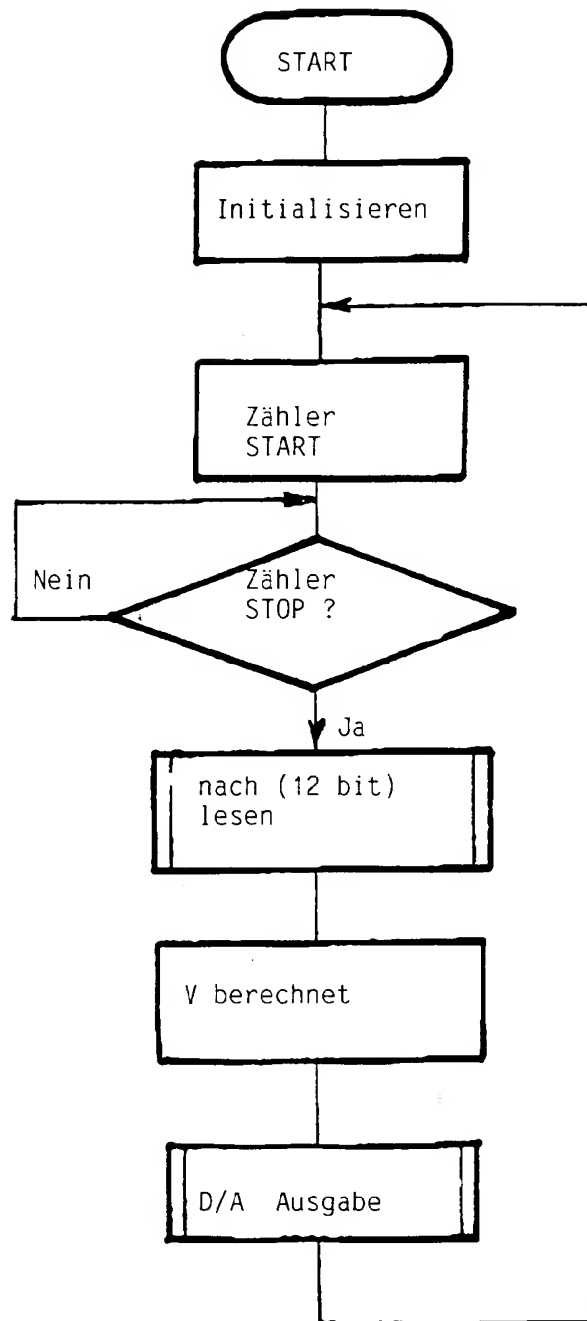 START
Initialisieren
Zähler
START
Nein
Zähler
STOP ?
Ja
nach (12 bit)
lesen
V berechnet
D/A Ausgabe